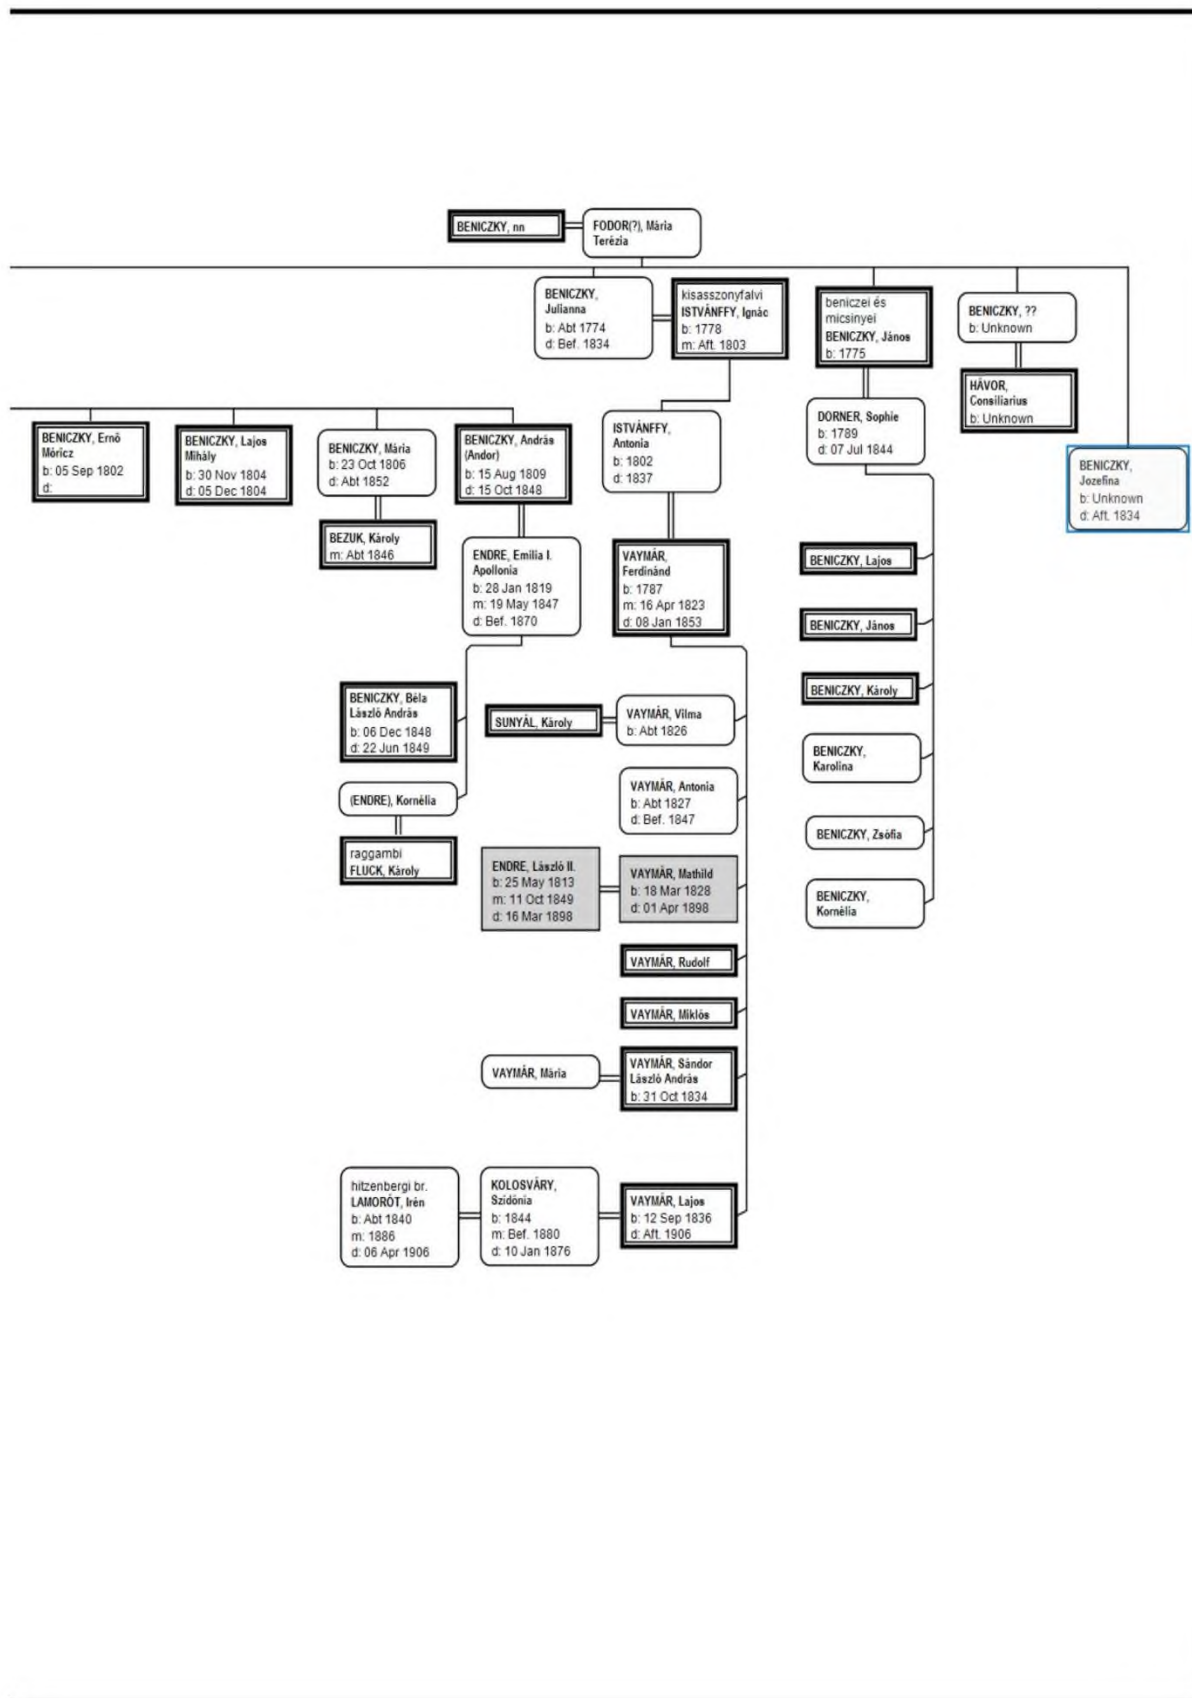 BENICZKY, nn
FODOR(?), Mária
Terézia
BENICZKY,
Julianna
b: Abt 1774
d: Bef. 1834
kisasszonyfalvi
ISTVÁNFFY, Ignác
b: 1778
m: Aft. 1803
beniczei és
micsinyei
BENICZKY, János
b: 1775
BENICZKY, ??
b: Unknown
HÁVOR,
Consiliarius
b: Unknown
BENICZKY,
Jozefina
b: Unknown
d: Aft. 1834
BENICZKY, Ernő
Móricz
b: 05 Sep 1802
d:
BENICZKY, Lajos
Mihály
b: 30 Nov 1804
d: 05 Dec 1804
BENICZKY, Mária
b: 23 Oct 1806
d: Abt 1852
BEZUK, Károly
m: Abt 1846
BENICZKY, András
(Andor)
b: 15 Aug 1809
d: 15 Oct 1848
ENDRE, Emilia I.
Apollonia
b: 28 Jan 1819
m: 19 May 1847
d: Bef. 1870
ISTVÁNFFY,
Antonia
b: 1802
d: 1837
VAYMÁR,
Ferdinánd
b: 1787
m: 16 Apr 1823
d: 08 Jan 1853
DORNER, Sophie
b: 1789
d: 07 Jul 1844
BENICZKY, Lajos
BENICZKY, János
BENICZKY, Károly
BENICZKY,
Karolina
BENICZKY, Zsófia
BENICZKY,
Kornélia
BENICZKY, Béla
László András
b: 06 Dec 1848
d: 22 Jun 1849
(ENDRE), Kornélia
raggambi
FLUCK, Károly
SUNYÁL, Károly
VAYMÁR, Vilma
b: Abt 1826
VAYMÁR, Antonia
b: Abt 1827
d: Bef. 1847
ENDRE, László II.
b: 25 May 1813
m: 11 Oct 1849
d: 16 Mar 1898
VAYMÁR, Mathild
b: 18 Mar 1828
d: 01 Apr 1898
VAYMÁR, Rudolf
VAYMÁR, Miklós
VAYMÁR, Mária
VAYMÁR, Sándor
László András
b: 31 Oct 1834
hitzenbergi br.
LAMORÓT, Irén
b: Abt 1840
m: 1886
d: 06 Apr 1906
KOLOSVÁRY,
Szidónia
b: 1844
m: Bef. 1880
d: 10 Jan 1876
VAYMÁR, Lajos
b: 12 Sep 1836
d: Aft. 1906